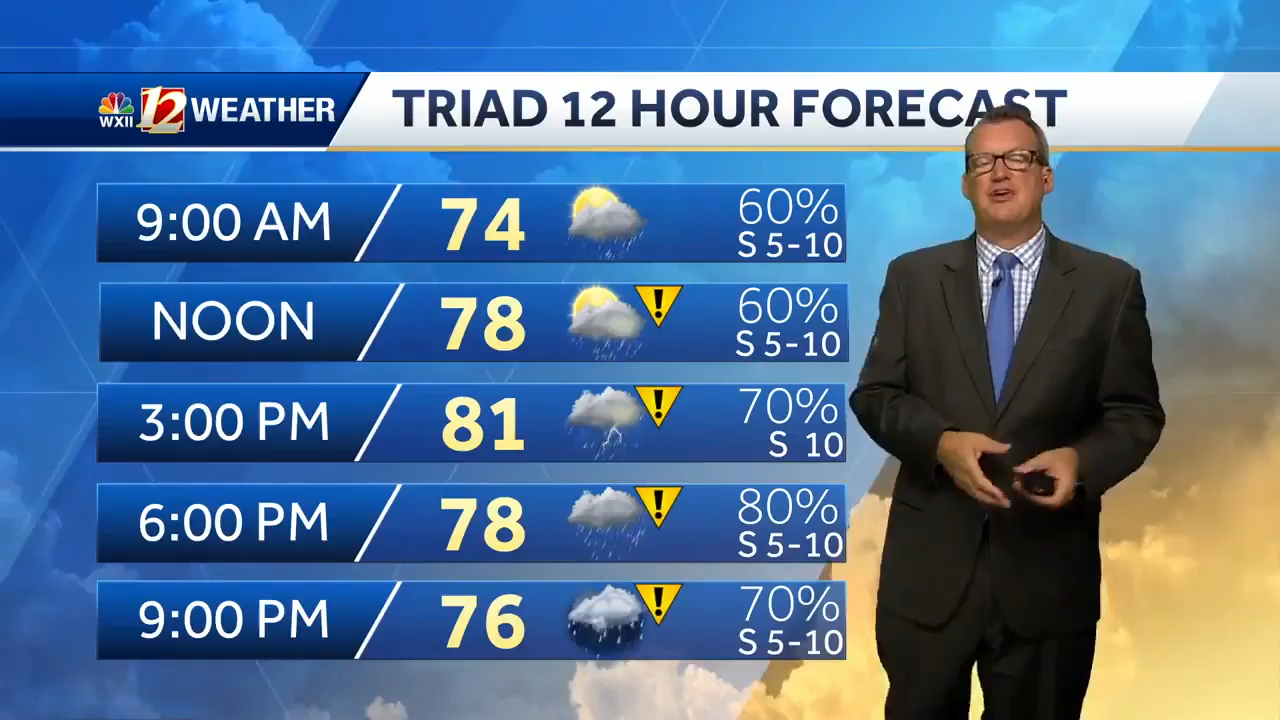 WXII 12 WEATHER
TRIAD 12 HOUR FORECAST
9:00 AM 74 60%
S 5-10
NOON 78 ! 60%
S 5-10
3:00 PM 81 ! 70%
S 10
6:00 PM 78 ! 80%
S 5-10
9:00 PM 76 ! 70%
S 5-10